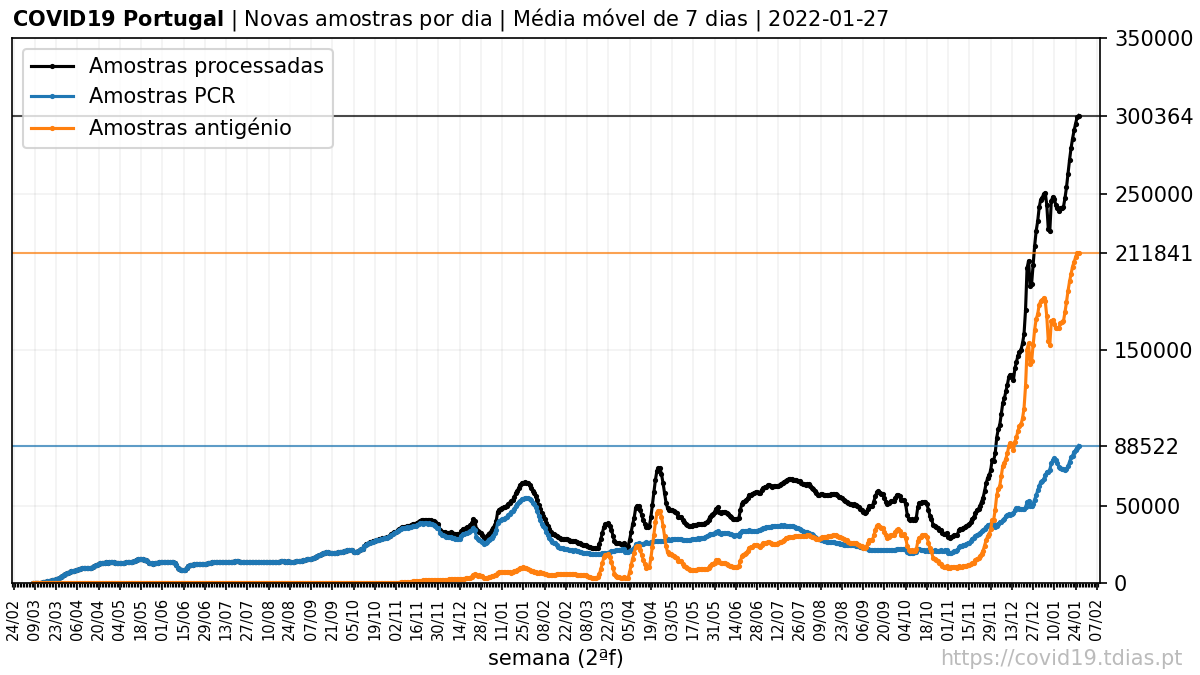 COVID19 Portugal | Novas amostras por dia | Média móvel de 7 dias | 2022-01-27
Amostras processadas
Amostras PCR
Amostras antigénio
350000
300364
250000
211841
150000
88522
50000
0
24/02 09/03 23/03 06/04 20/04 04/05 18/05 01/06 15/06 29/06 13/07 27/07 10/08 24/08 07/09 21/09 05/10 19/10 02/11 16/11 30/11 14/12 28/12 11/01 25/01 08/02 22/02 08/03 22/03 05/04 19/04 03/05 17/05 31/05 14/06 28/06 12/07 26/07 09/08 23/08 06/09 20/09 04/10 18/10 01/11 15/11 29/11 13/12 27/12 10/01 24/01 07/02
semana (2ªf)
https://covid19.tdias.pt